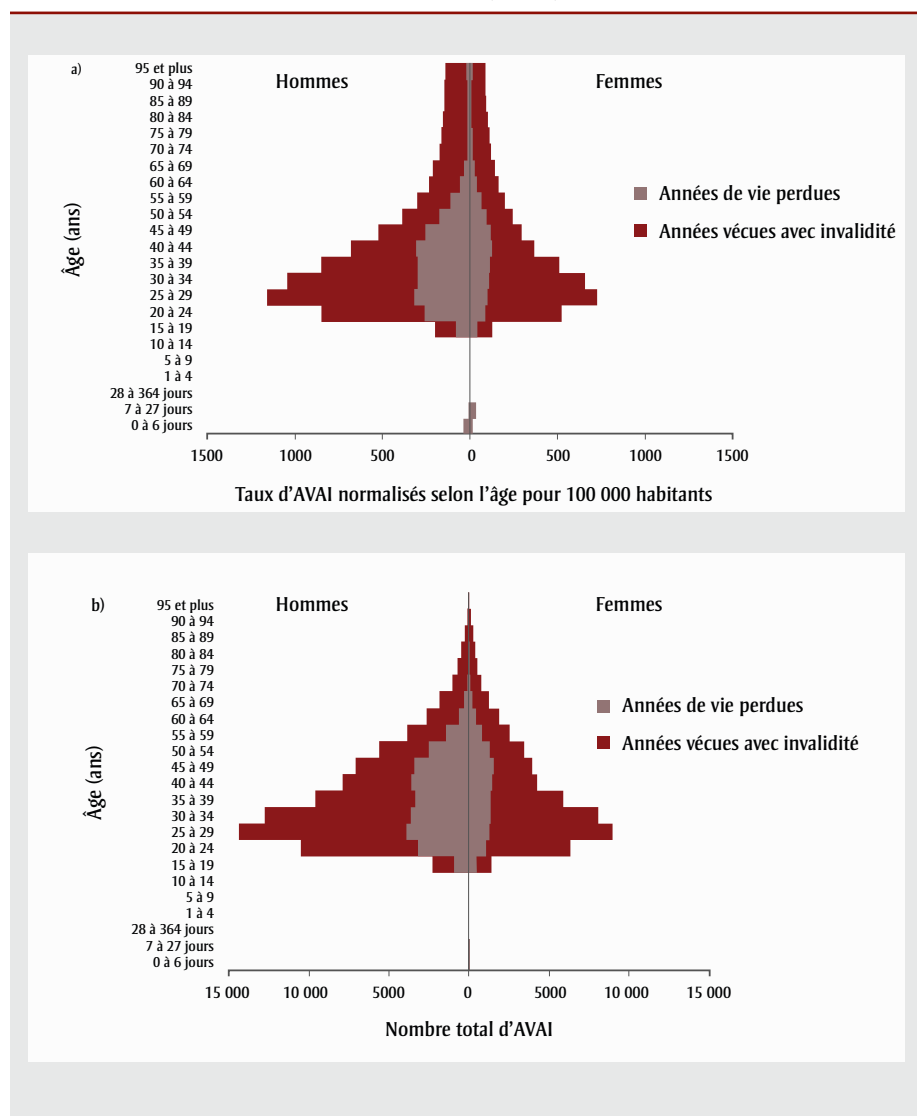 a)
Hommes
Femmes
Âge (ans)
95 et plus
90 à 94
85 à 89
80 à 84
75 à 79
70 à 74
65 à 69
60 à 64
55 à 59
50 à 54
45 à 49
40 à 44
35 à 39
30 à 34
25 à 29
20 à 24
15 à 19
10 à 14
5 à 9
1 à 4
28 à 364 jours
7 à 27 jours
0 à 6 jours
Années de vie perdues
Années vécues avec invalidité
1500 1000 500 0 500 1000 1500
Taux d’AVAI normalisés selon l’âge pour 100 000 habitants
b)
Hommes
Femmes
Âge (ans)
95 et plus
90 à 94
85 à 89
80 à 84
75 à 79
70 à 74
65 à 69
60 à 64
55 à 59
50 à 54
45 à 49
40 à 44
35 à 39
30 à 34
25 à 29
20 à 24
15 à 19
10 à 14
5 à 9
1 à 4
28 à 364 jours
7 à 27 jours
0 à 6 jours
Années de vie perdues
Années vécues avec invalidité
15 000 10 000 5000 0 5000 10 000 15 000
Nombre total d’AVAI